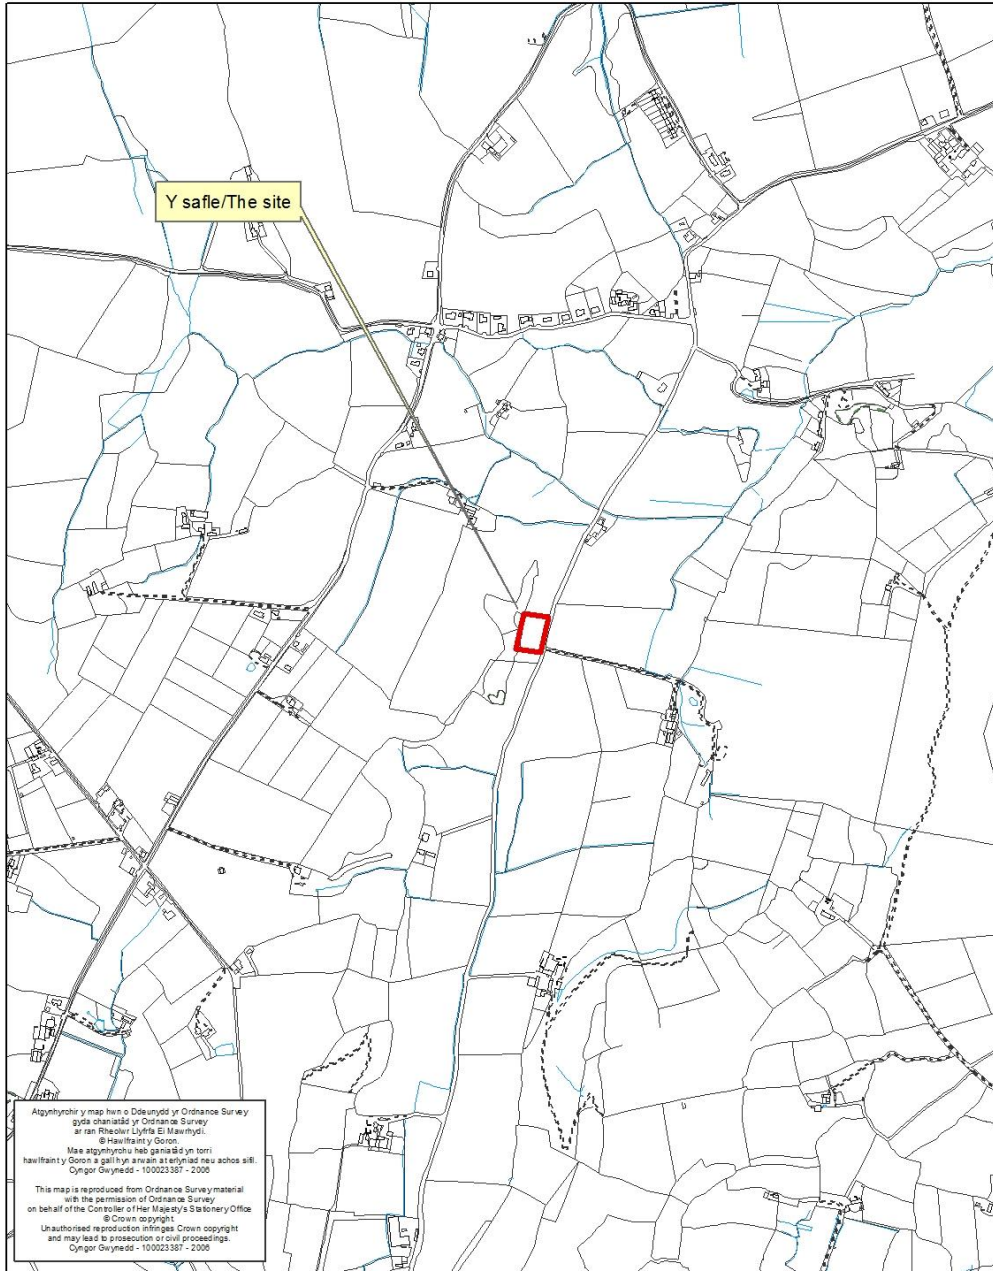 Y safle/The site
Atgynhyrchir y map hwn o Ddeunydd yr Ordnance Survey
gyda chaniatâd yr Ordnance Survey
ar ran Rheolwr Llyfrfa Ei Mawrhydi.
© Hawlfraint y Goron.
Mae atgynhyrchu heb ganiatâd yn torri
hawlfraint y Goron a gall hyn arwain at erlyniad neu achos sifil.
Cyngor Gwynedd - 100023387 - 2006
This map is reproduced from Ordnance Survey material
with the permission of Ordnance Survey
on behalf of the Controller of Her Majesty's Stationery Office
© Crown copyright.
Unauthorised reproduction infringes Crown copyright
and may lead to prosecution or civil proceedings.
Cyngor Gwynedd - 100023387 - 2006